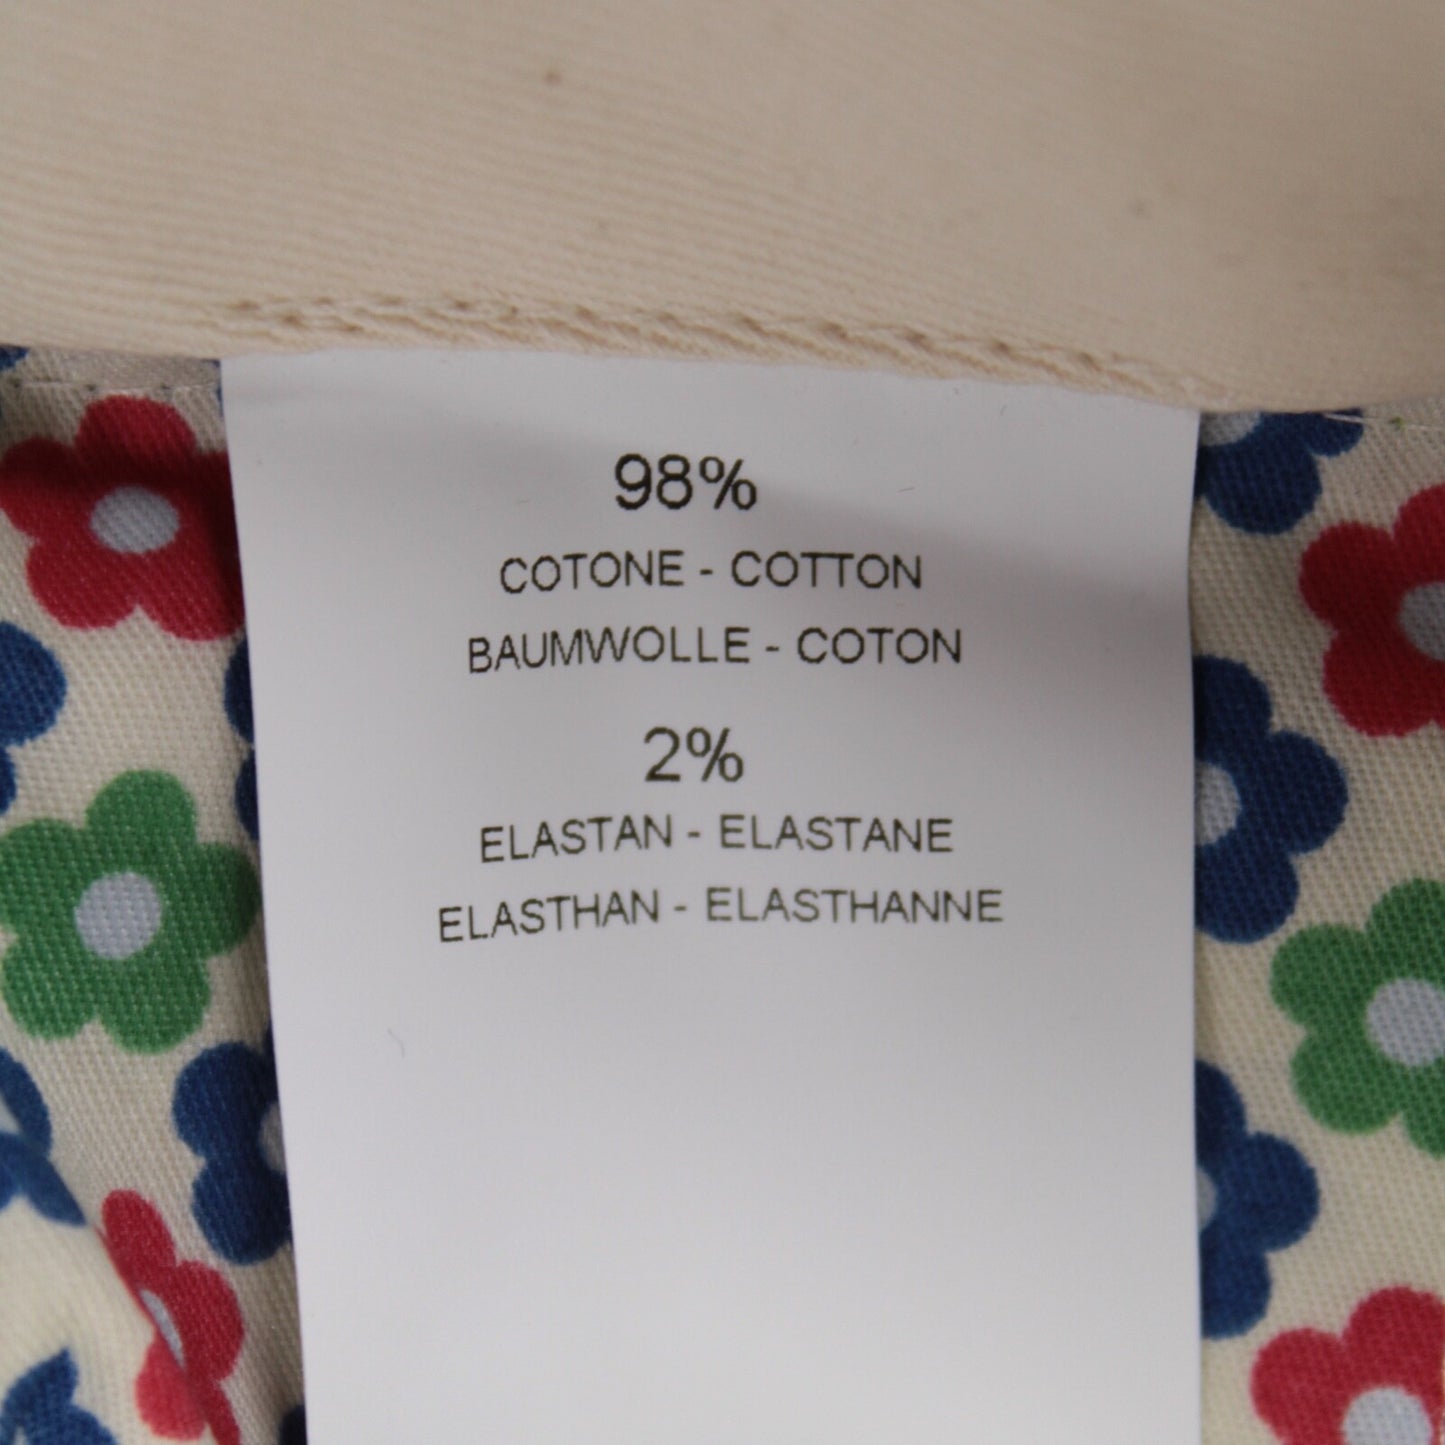 98%
COTONE - COTTON
BAUMWOLLE - COTON
2%
ELASTAN - ELASTANE
ELASTHAN - ELASTHANNE